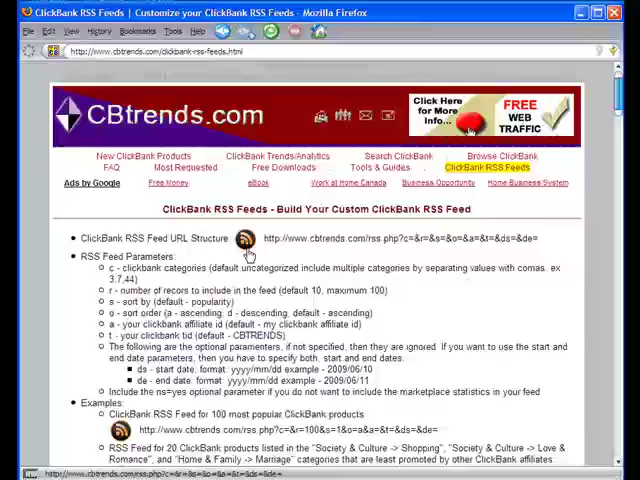 ClickBank RSS Feeds | Customize your ClickBank RSS Feeds - Mozilla Firefox
File Edit View History Bookmarks Tools Help
http://www.cbtrends.com/clickbank-rss-feeds.html
CBtrends.com
Click Here for More Info...
FREE WEB TRAFFIC
New ClickBank Products ClickBank Trends/Analytics Search ClickBank Browse ClickBank
FAQ Most Requested Free Downloads Tools & Guides ClickBank RSS Feeds
Ads by Google Free Money eBook Work at Home Canada Business Opportunity Home Business System
ClickBank RSS Feeds - Build Your Custom ClickBank RSS Feed
ClickBank RSS Feed URL Structure http://www.cbtrends.com/rss.php?c=&r=&s=&o=&a=&t=&ds=&de=
RSS Feed Parameters:
c - clickbank categories (default uncategorized include multiple categories by separating values with comas. ex
3,7,44)
r - number of recors to include in the feed (default 10, maximum 100)
s - sort by (default - popularity)
o - sort order (a - ascending, d - descending, default - ascending)
a - your clickbank affiliate id (default - my clickbank affiliate id)
t - your clickbank tid (default - CBTRENDS)
The following are the optional paramenters, if not specified, then they are ignored. If you want to use the start and
end date parameters, then you have to specify both, start and end dates.
ds - start date, format: yyyy/mm/dd example - 2009/06/10
de - end date, format: yyyy/mm/dd example - 2009/06/11
Include the ns=yes optional parameter if you do not want to include the marketplace statistics in your feed
Examples:
ClickBank RSS Feed for 100 most popular ClickBank products
http://www.cbtrends.com/rss.php?c=&r=100&s=1&o=a&a=&t=&ds=&de=
RSS Feed for 20 ClickBank products listed in the "Society & Culture -> Shopping", "Society & Culture -> Love &
Romance", and "Home & Family -> Marriage" categories that are least promoted by other ClickBank affiliates
http://www.cbtrends.com/rss.php?c=&r=&s=&o=&a=&t=&ds=&de=